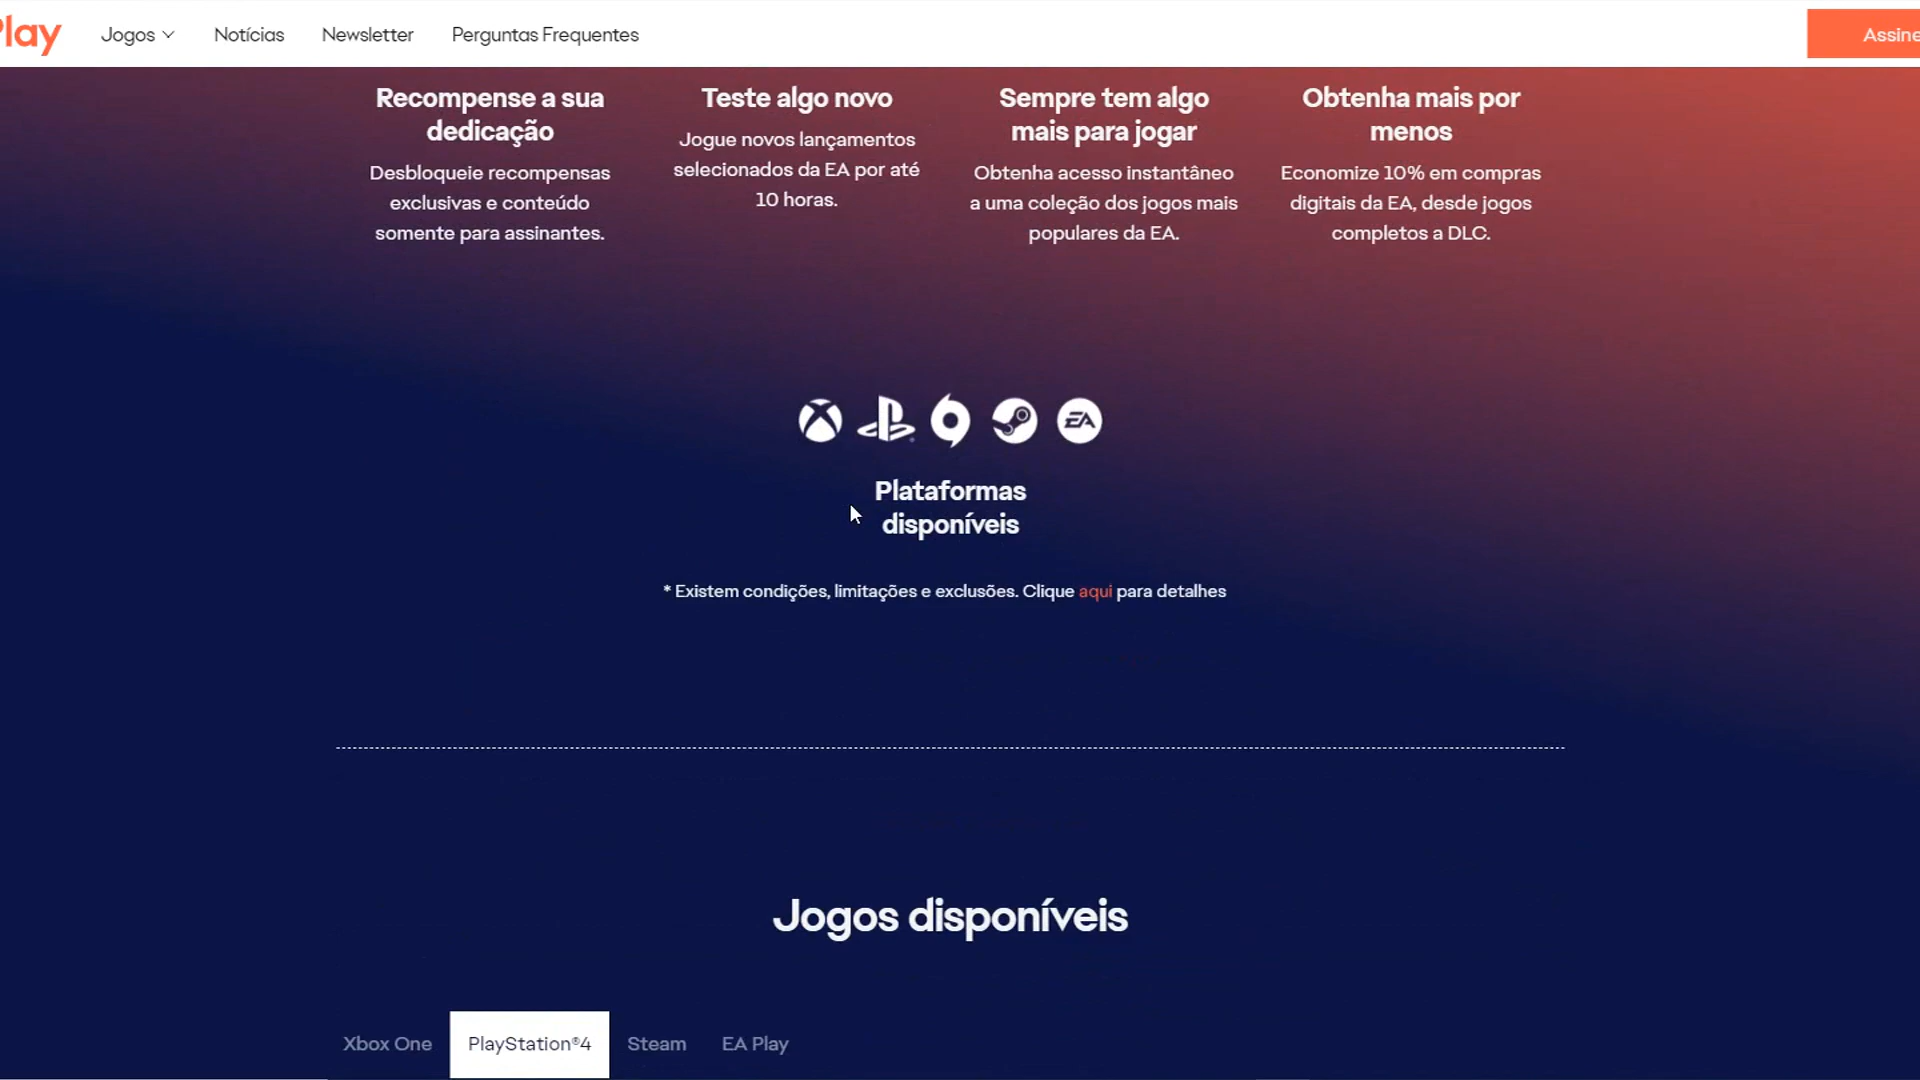 Play
Jogos
Notícias
Newsletter
Perguntas Frequentes
Assine
Recompense a sua
dedicação
Desbloqueie recompensas
exclusivas e conteúdo
somente para assinantes.
Teste algo novo
Jogue novos lançamentos
selecionados da EA por até
10 horas.
Sempre tem algo
mais para jogar
Obtenha acesso instantâneo
a uma coleção dos jogos mais
populares da EA.
Obtenha mais por
menos
Economize 10% em compras
digitais da EA, desde jogos
completos a DLC.
EA
Plataformas
disponíveis
* Existem condições, limitações e exclusões. Clique aqui para detalhes
Jogos disponíveis
Xbox One
PlayStation®4
Steam
EA Play